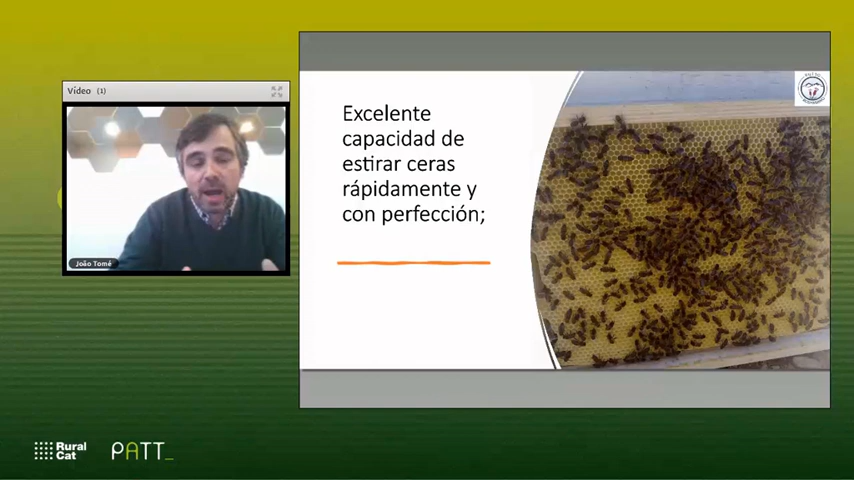 Vídeo (1)
João Tomé
Excelente
capacidad de
estirar ceras
rápidamente y
con perfección;
Rural
Cat
PATT_